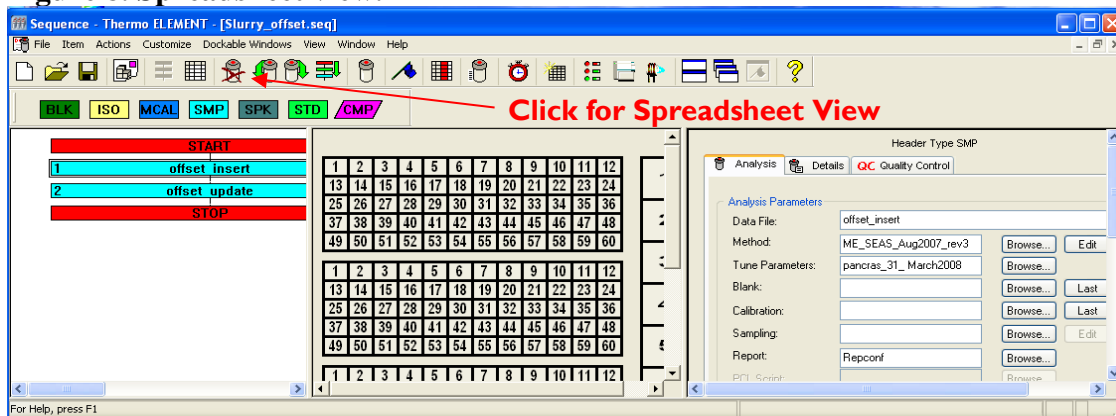 Sequence - Thermo ELEMENT - [Slurry_offset.seq]
File Item Actions Customize Dockable Windows View Window Help
BLK ISO MCAL SMP SPK STD CMP
Click for Spreadsheet View
START
1 offset_insert
2 offset_update
STOP
1 2 3 4 5 6 7 8 9 10 11 12
13 14 15 16 17 18 19 20 21 22 23 24
25 26 27 28 29 30 31 32 33 34 35 36
37 38 39 40 41 42 43 44 45 46 47 48
49 50 51 52 53 54 55 56 57 58 59 60
1 2 3 4 5 6 7 8 9 10 11 12
13 14 15 16 17 18 19 20 21 22 23 24
25 26 27 28 29 30 31 32 33 34 35 36
37 38 39 40 41 42 43 44 45 46 47 48
49 50 51 52 53 54 55 56 57 58 59 60
1 2 3 4 5 6 7 8 9 10 11 12
Header Type SMP
Analysis Details QC Quality Control
Analysis Parameters
Data File: offset_insert
Method: ME_SEAS_Aug2007_rev3 Browse... Edit
Tune Parameters: pancras_31_ March2008 Browse...
Blank: Browse... Last
Calibration: Browse... Last
Sampling: Browse... Edit
Report: Repconf Browse...
PCL Script: Browse...
For Help, press F1